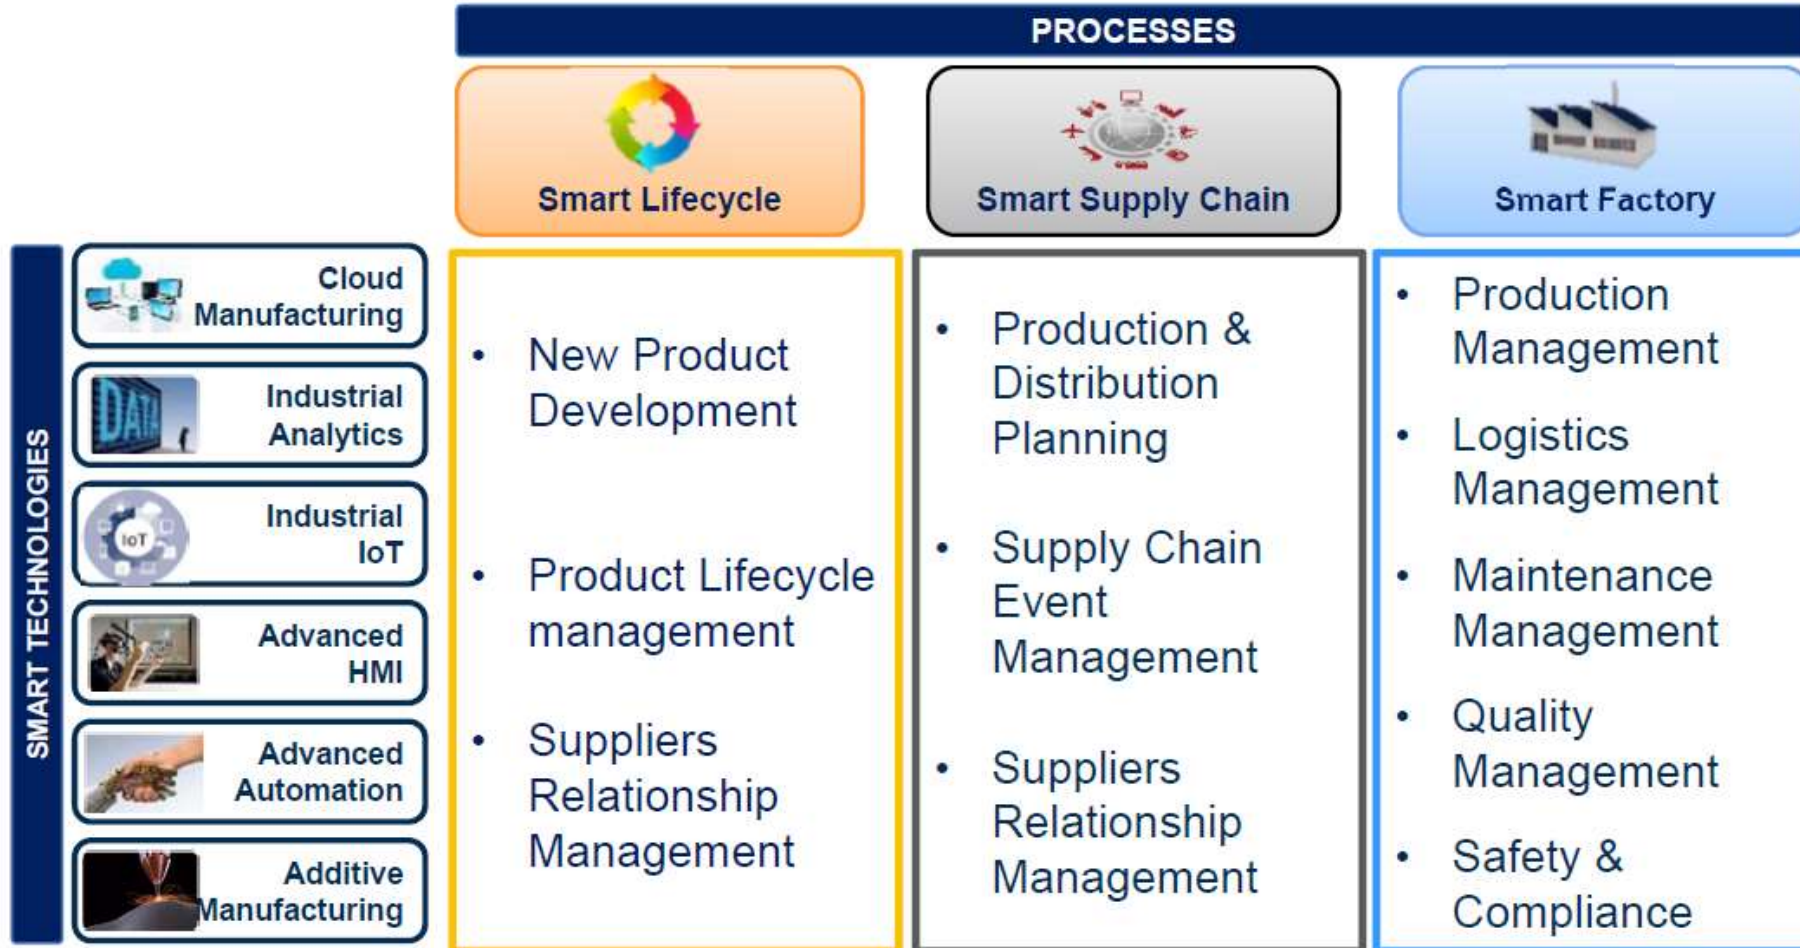 PROCESSES
Smart Lifecycle
Smart Supply Chain
Smart Factory
SMART TECHNOLOGIES
Cloud
Manufacturing
Industrial
Analytics
Industrial
IoT
Advanced
HMI
Advanced
Automation
Additive
Manufacturing
DATA
IoT
• New Product
Development
• Product Lifecycle
management
• Suppliers
Relationship
Management
• Production &
Distribution
Planning
• Supply Chain
Event
Management
• Suppliers
Relationship
Management
• Production
Management
• Logistics
Management
• Maintenance
Management
• Quality
Management
• Safety &
Compliance